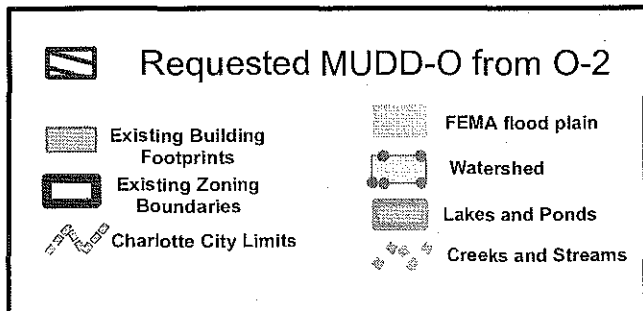 Requested MUDD-O from O-2
Existing Building
Footprints
Existing Zoning
Boundaries
Charlotte City Limits
FEMA flood plain
Watershed
Lakes and Ponds
Creeks and Streams